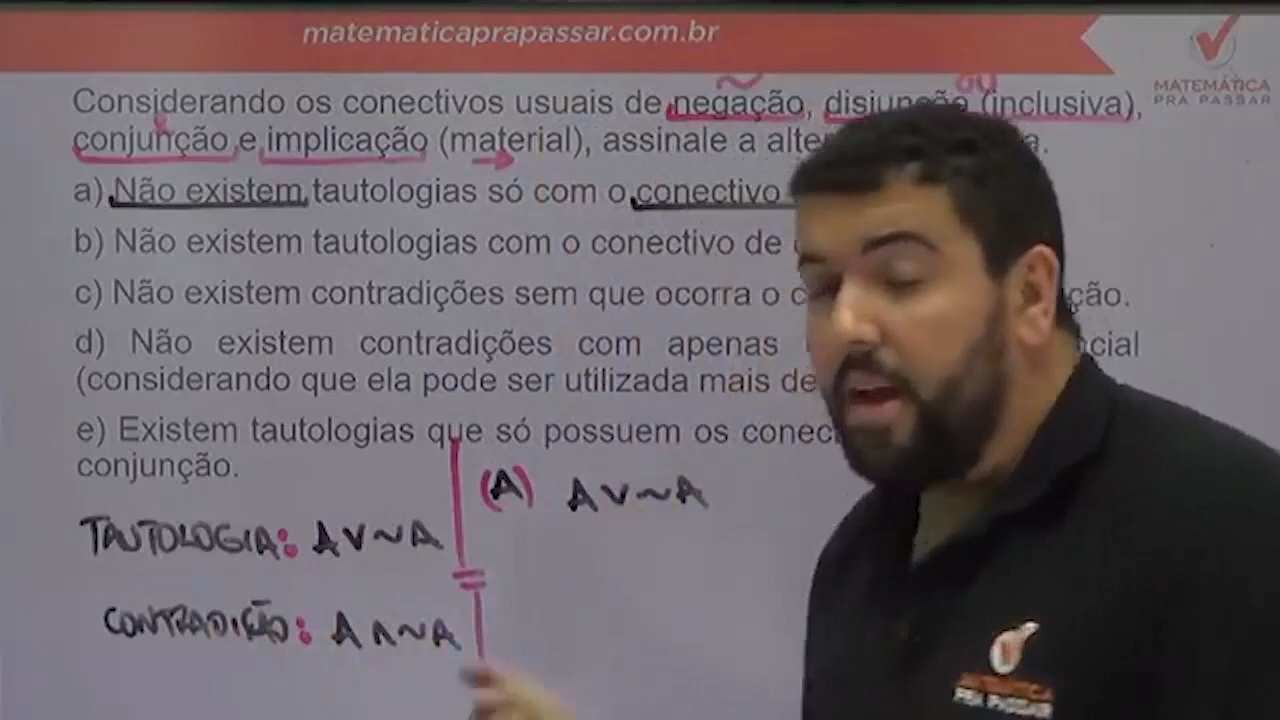 matematicaprapassar.com.br
MATEMÁTICA
PRA PASSAR
~ ou
Considerando os conectivos usuais de negação, disjunção (inclusiva),
conjunção e implicação (material), assinale a
a) Não existem tautologias só com o conectivo
b) Não existem tautologias com o conectivo de
c) Não existem contradições sem que ocorra o
d) Não existem contradições com apenas
(considerando que ela pode ser utilizada mais de
e) Existem tautologias que só possuem os
conjunção.
(A) A V ~ A
TAUTOLOGIA: A V ~ A
CONTRADIÇÃO: A Λ ~ A
PRA PASSAR